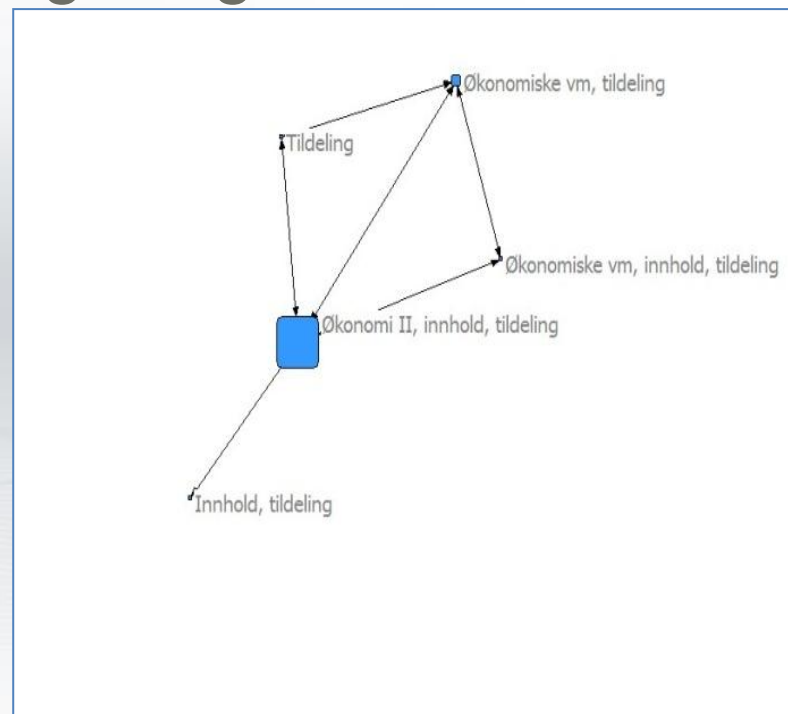 Økonomiske vm, tildeling
Tildeling
Økonomiske vm, innhold, tildeling
Økonomi II, innhold, tildeling
Innhold, tildeling